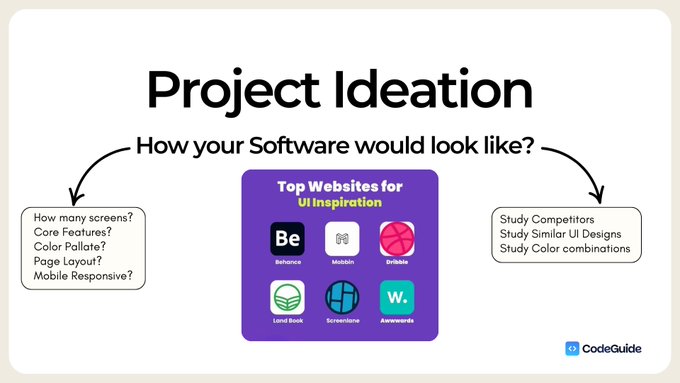 Project Ideation
How your Software would look like?
How many screens?
Core Features?
Color Pallate?
Page Layout?
Mobile Responsive?
Top Websites for
UI Inspiration
Be
Behance
Mobbin
Dribble
Land Book
Screenlane
W.
Awwwards
Study Competitors
Study Similar UI Designs
Study Color combinations
CodeGuide